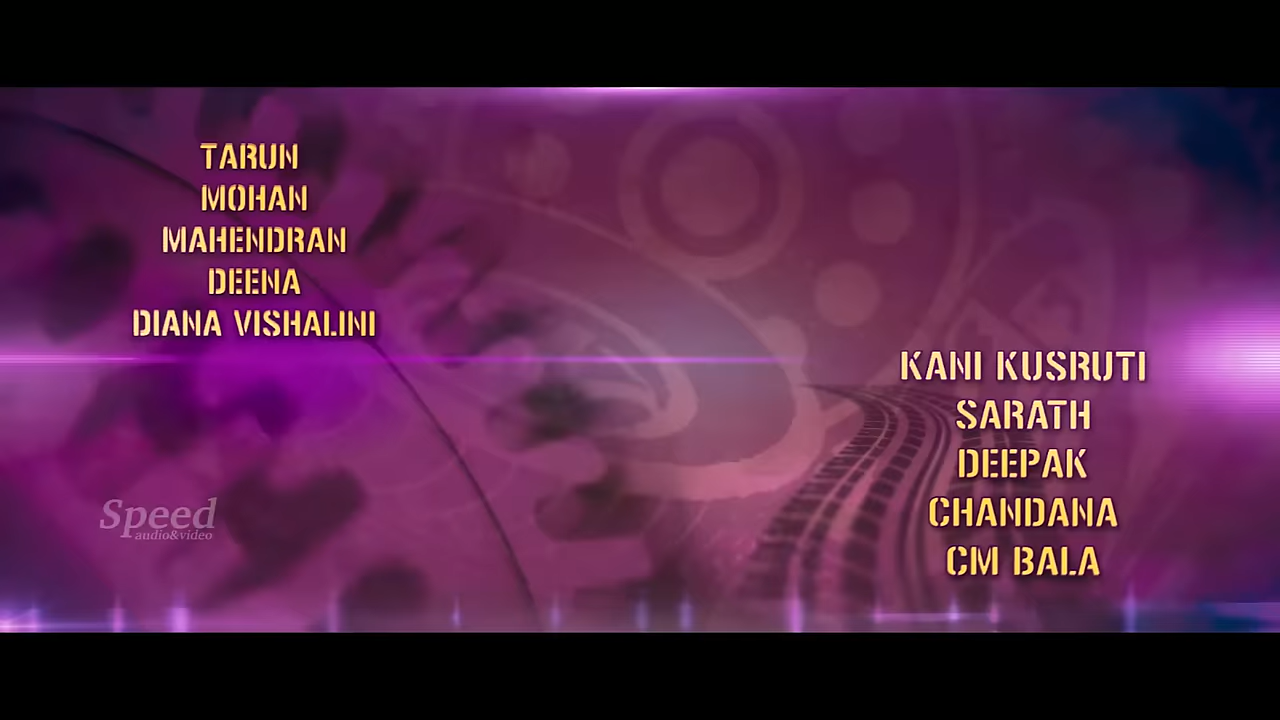 TARUN
MOHAN
MAHENDRAN
DEENA
DIANA VISHALINI
KANI KUSRUTI
SARATH
DEEPAK
CHANDANA
CM BALA
Speed
audio&video